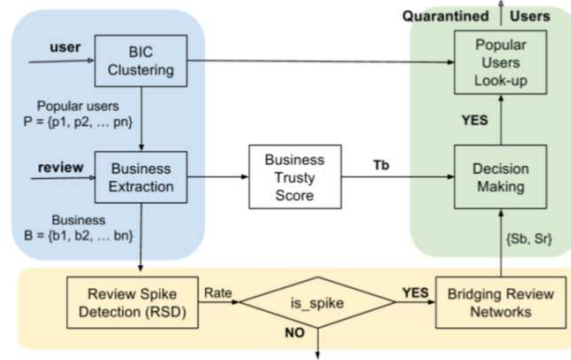 Quarantined Users
user
BIC
Clustering
Popular
Users
Look-up
Popular users
P = {p1, p2, ... pn}
YES
review
Business
Extraction
Business
Trusty
Score
Tb
Decision
Making
Business
B = {b1, b2, ... bn}
{Sb, Sr}
Review Spike
Detection (RSD)
Rate
is_spike
YES
Bridging Review
Networks
NO